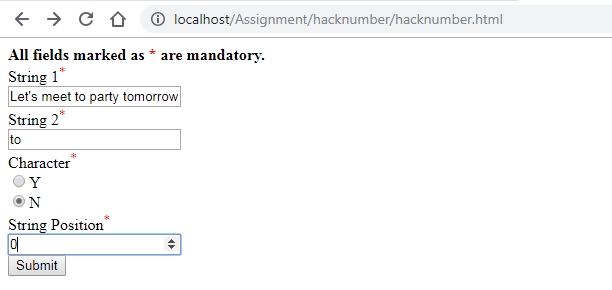 localhost/Assignment/hacknumber/hacknumber.html
All fields marked as * are mandatory.
String 1*
Let's meet to party tomorrow
String 2*
to
Character*
Y
N
String Position*
0
Submit